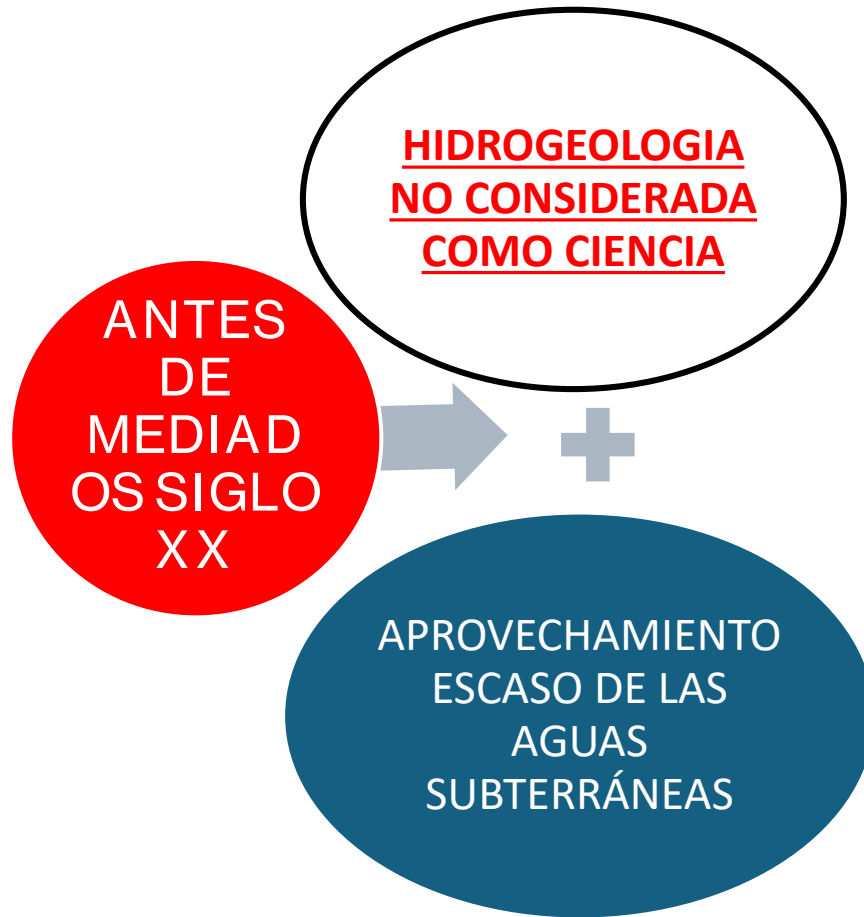 HIDROGEOLOGIA
NO CONSIDERADA
COMO CIENCIA
ANTES
DE
MEDIAD
OS SIGLO
XX
APROVECHAMIENTO
ESCASO DE LAS
AGUAS
SUBTERRÁNEAS